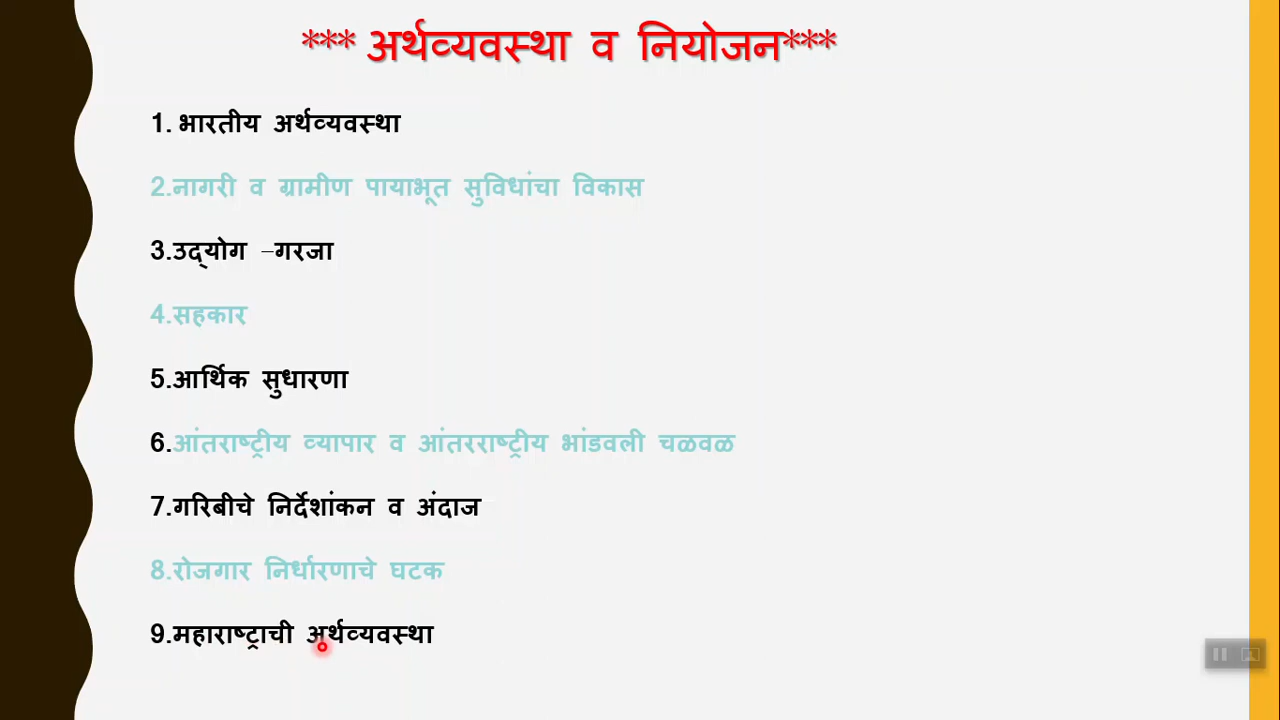 *** अर्थव्यवस्था व नियोजन***
1. भारतीय अर्थव्यवस्था
2.नागरी व ग्रामीण पायाभूत सुविधांचा विकास
3.उद्‌योग –गरजा
4.सहकार
5.आर्थिक सुधारणा
6.आंतराष्ट्रीय व्यापार व आंतरराष्ट्रीय भांडवली चळवळ
7.गरिबीचे निर्देशांकन व अंदाज
8.रोजगार निर्धारणाचे घटक
9.महाराष्ट्राची अर्थव्यवस्था